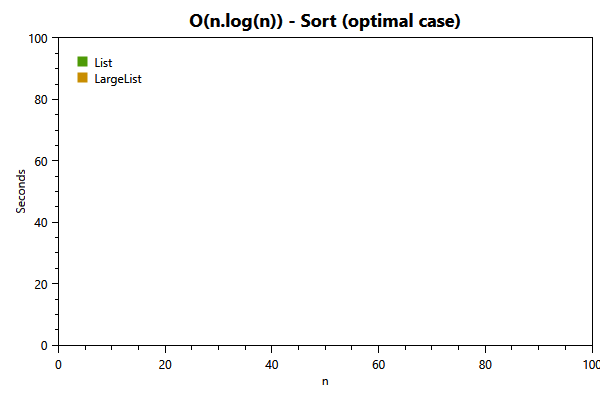 O(n.log(n)) - Sort (optimal case)
100
List
LargeList
80
60
Seconds
40
20
0
0 20 40 60 80 100
n